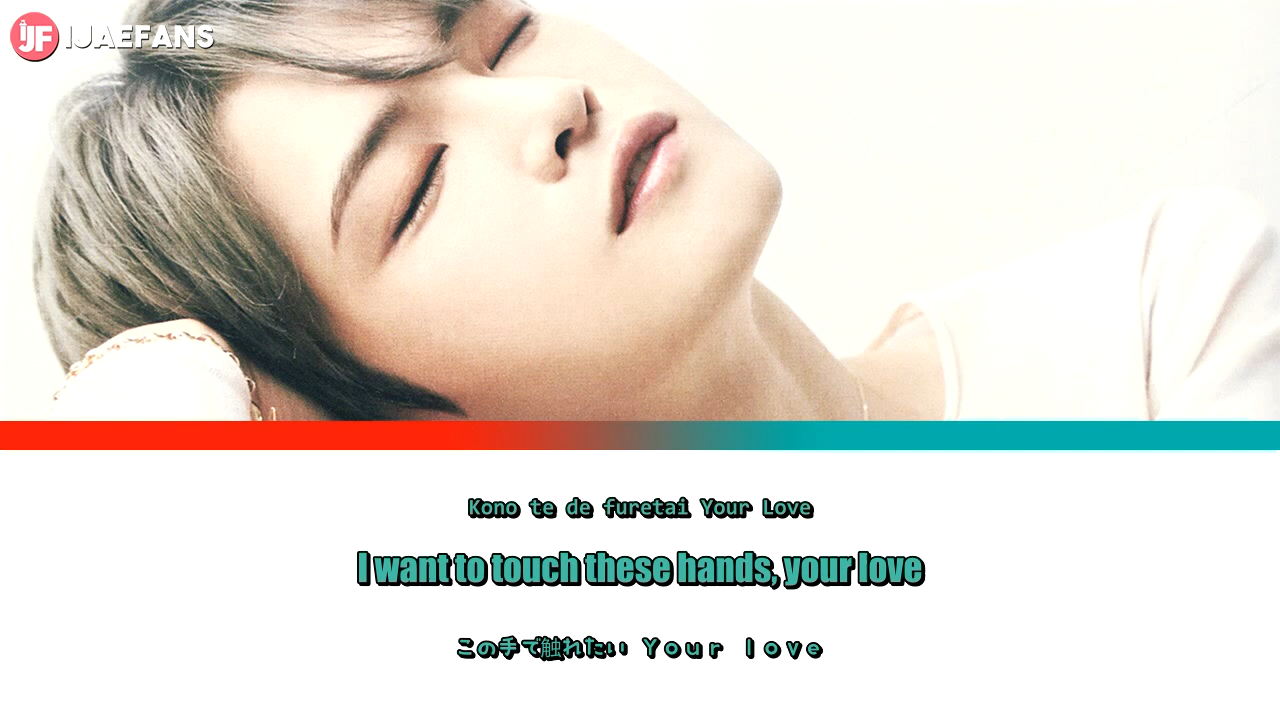 IJF IJAEFANS
Kono te de furetai Your Love
I want to touch these hands, your love
この手で触れたい Ｙｏｕｒ ｌｏｖｅ